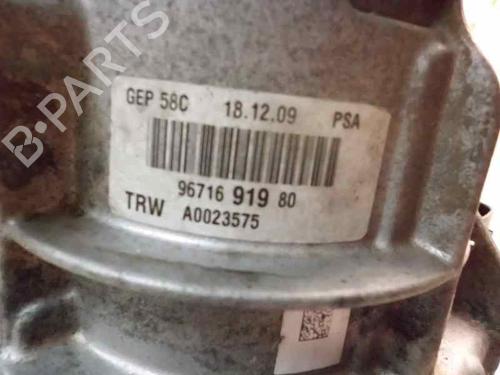 B-PARTS
GEP 58C 18.12.09 PSA
96716 919 80
TRW A0023575